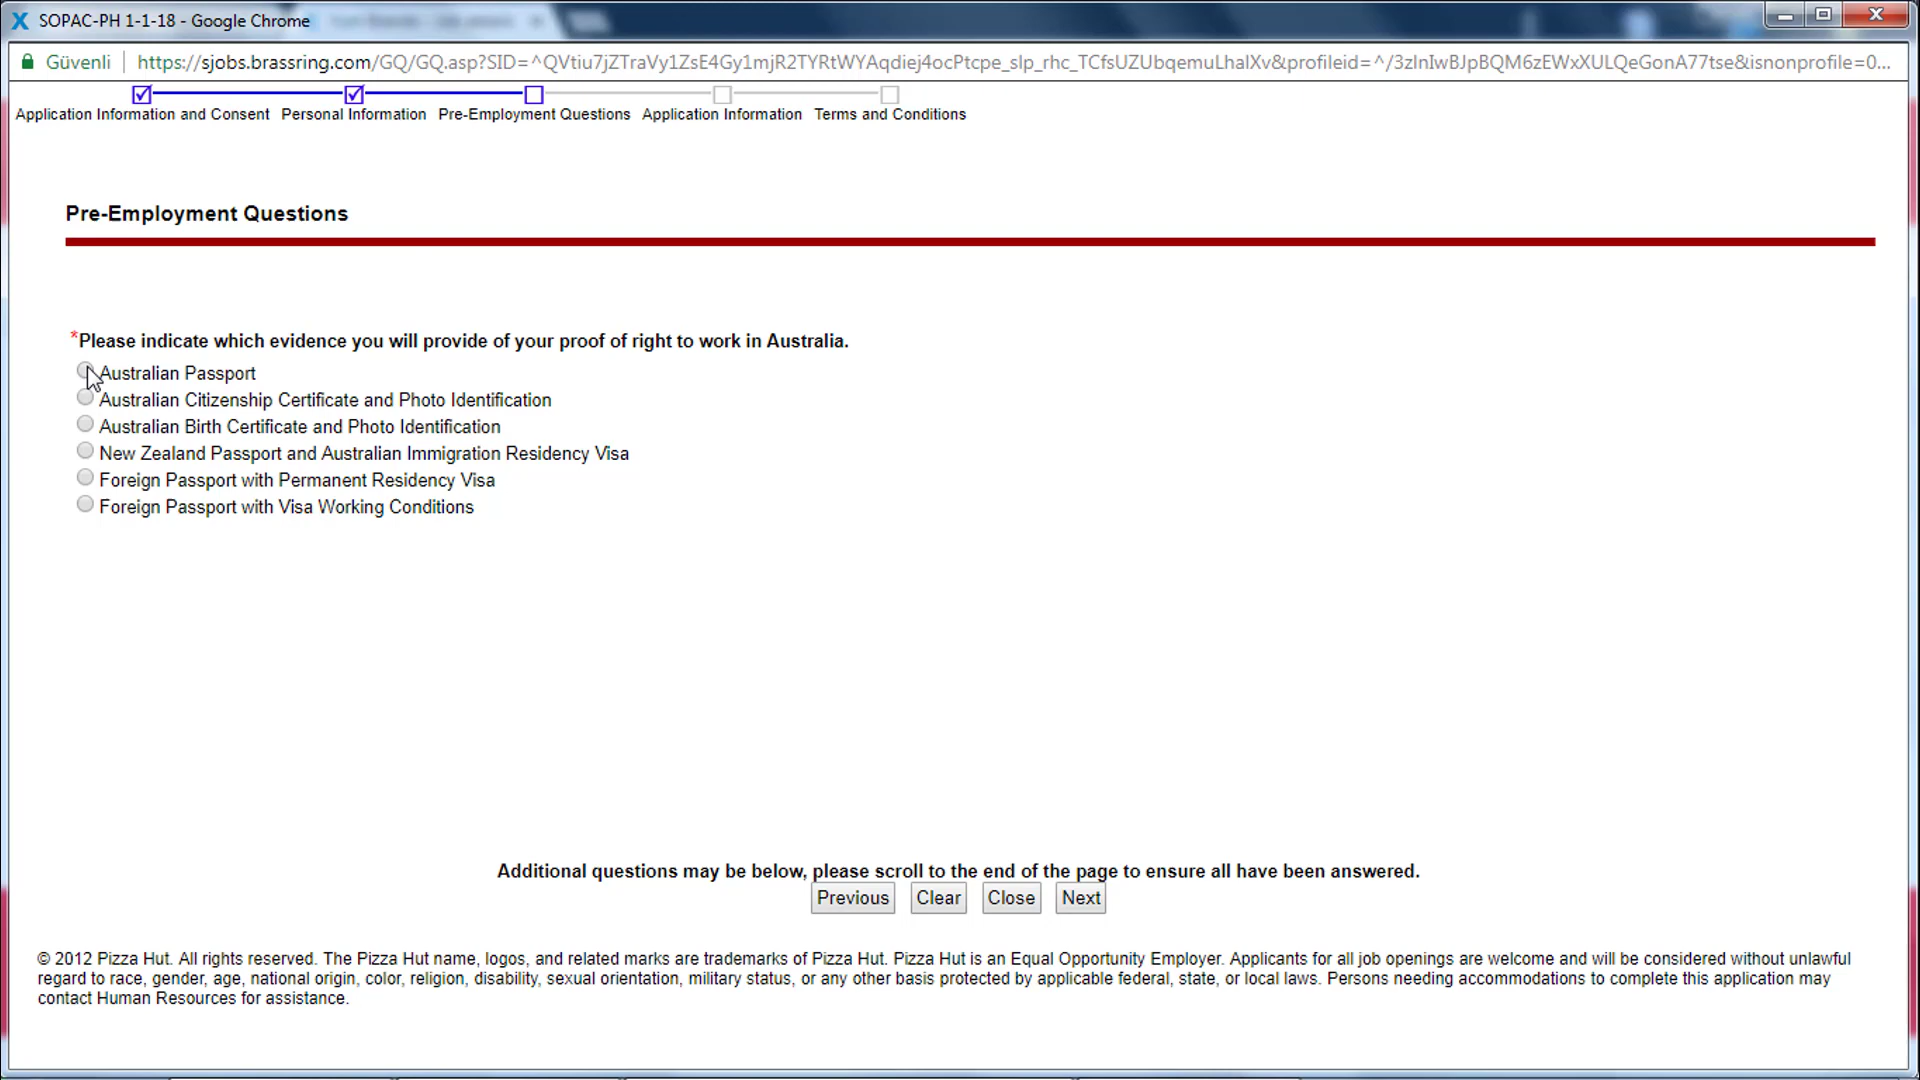 SOPAC-PH 1-1-18 - Google Chrome
Güvenli
https://sjobs.brassring.com/GQ/GQ.asp?SID=^QVtiu7jZTraVy1ZsE4Gy1mjR2TYRtWYAqdiej4ocPtcpe_slp_rhc_TCfsUZUbqemuLhalXv&profileid=^/3zlnIwBJpBQM6zEWxXULQeGonA77tse&isnonprofile=0...
Application Information and Consent Personal Information Pre-Employment Questions Application Information Terms and Conditions
Pre-Employment Questions
*Please indicate which evidence you will provide of your proof of right to work in Australia.
Australian Passport
Australian Citizenship Certificate and Photo Identification
Australian Birth Certificate and Photo Identification
New Zealand Passport and Australian Immigration Residency Visa
Foreign Passport with Permanent Residency Visa
Foreign Passport with Visa Working Conditions
Additional questions may be below, please scroll to the end of the page to ensure all have been answered.
Previous Clear Close Next
© 2012 Pizza Hut. All rights reserved. The Pizza Hut name, logos, and related marks are trademarks of Pizza Hut. Pizza Hut is an Equal Opportunity Employer. Applicants for all job openings are welcome and will be considered without unlawful
regard to race, gender, age, national origin, color, religion, disability, sexual orientation, military status, or any other basis protected by applicable federal, state, or local laws. Persons needing accommodations to complete this application may
contact Human Resources for assistance.